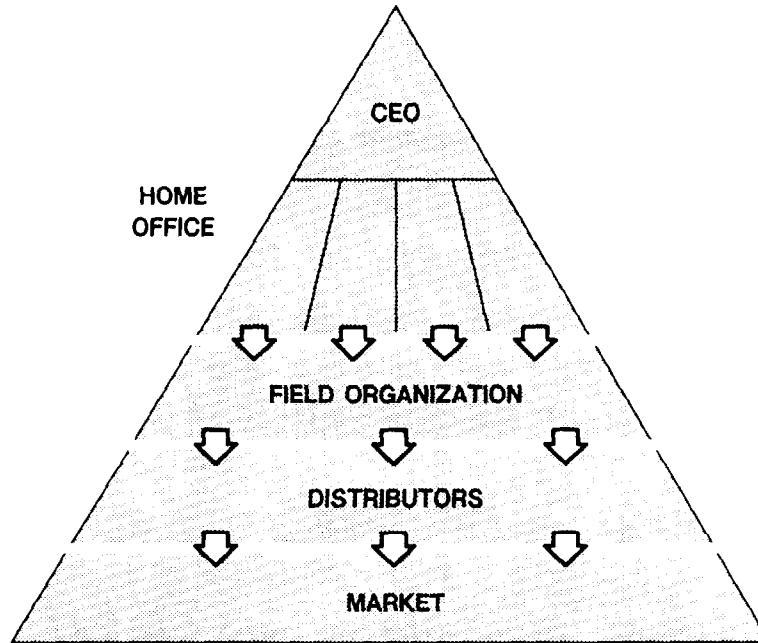 CEO
HOME
OFFICE
FIELD ORGANIZATION
DISTRIBUTORS
MARKET